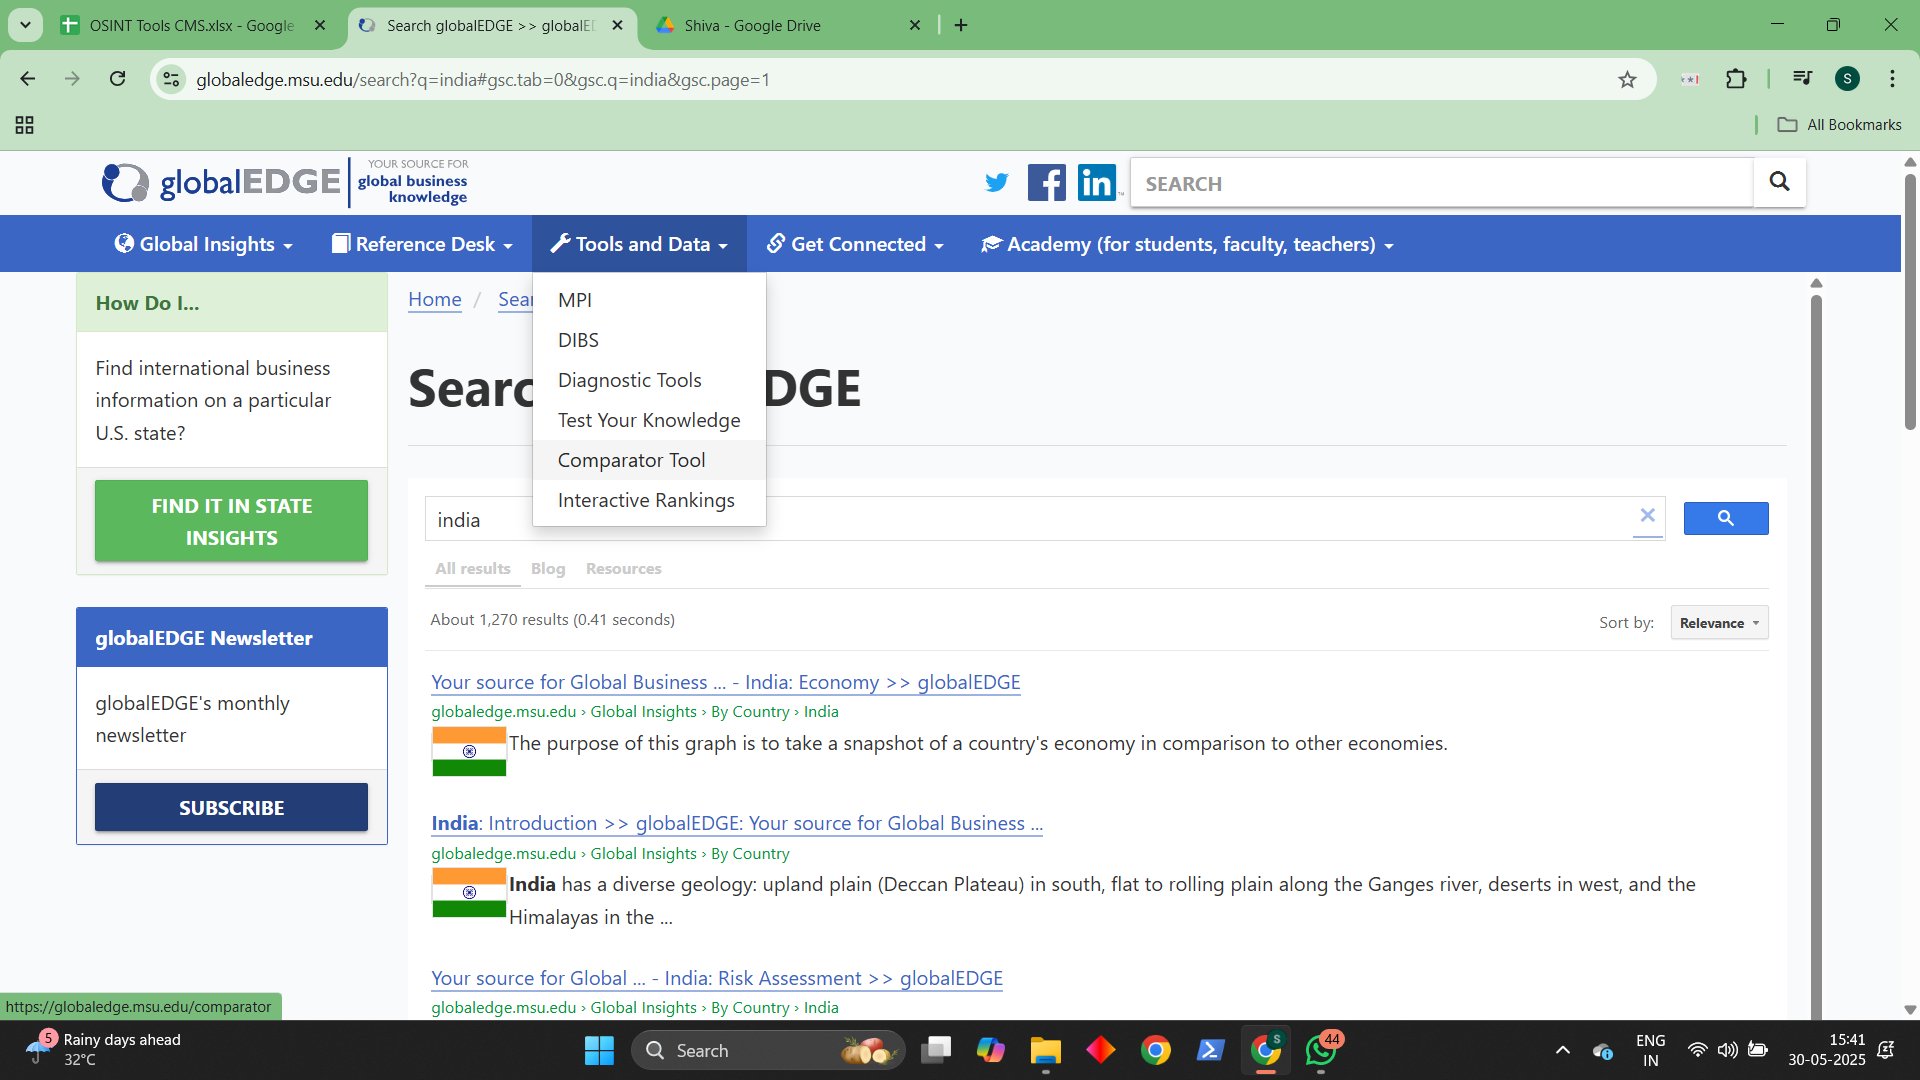 OSINT Tools CMS.xlsx - Google
Search globalEDGE >> globalED
Shiva - Google Drive
globaledge.msu.edu/search?q=india#gsc.tab=0&gsc.q=india&gsc.page=1
S
All Bookmarks
globalEDGE
YOUR SOURCE FOR
global business
knowledge
SEARCH
Global Insights
Reference Desk
Tools and Data
Get Connected
Academy (for students, faculty, teachers)
How Do I...
Find international business
information on a particular
U.S. state?
FIND IT IN STATE
INSIGHTS
globalEDGE Newsletter
globalEDGE's monthly
newsletter
SUBSCRIBE
MPI
DIBS
Diagnostic Tools
Test Your Knowledge
Comparator Tool
Interactive Rankings
Home / Sear
Searc EDGE
india
All results Blog Resources
About 1,270 results (0.41 seconds)
Sort by: Relevance
Your source for Global Business ... - India: Economy >> globalEDGE
globaledge.msu.edu › Global Insights › By Country › India
The purpose of this graph is to take a snapshot of a country's economy in comparison to other economies.
India: Introduction >> globalEDGE: Your source for Global Business ...
globaledge.msu.edu › Global Insights › By Country
India has a diverse geology: upland plain (Deccan Plateau) in south, flat to rolling plain along the Ganges river, deserts in west, and the
Himalayas in the ...
Your source for Global ... - India: Risk Assessment >> globalEDGE
globaledge.msu.edu › Global Insights › By Country › India
https://globaledge.msu.edu/comparator
5
Rainy days ahead
32°C
Search
S
44
ENG
IN
15:41
30-05-2025